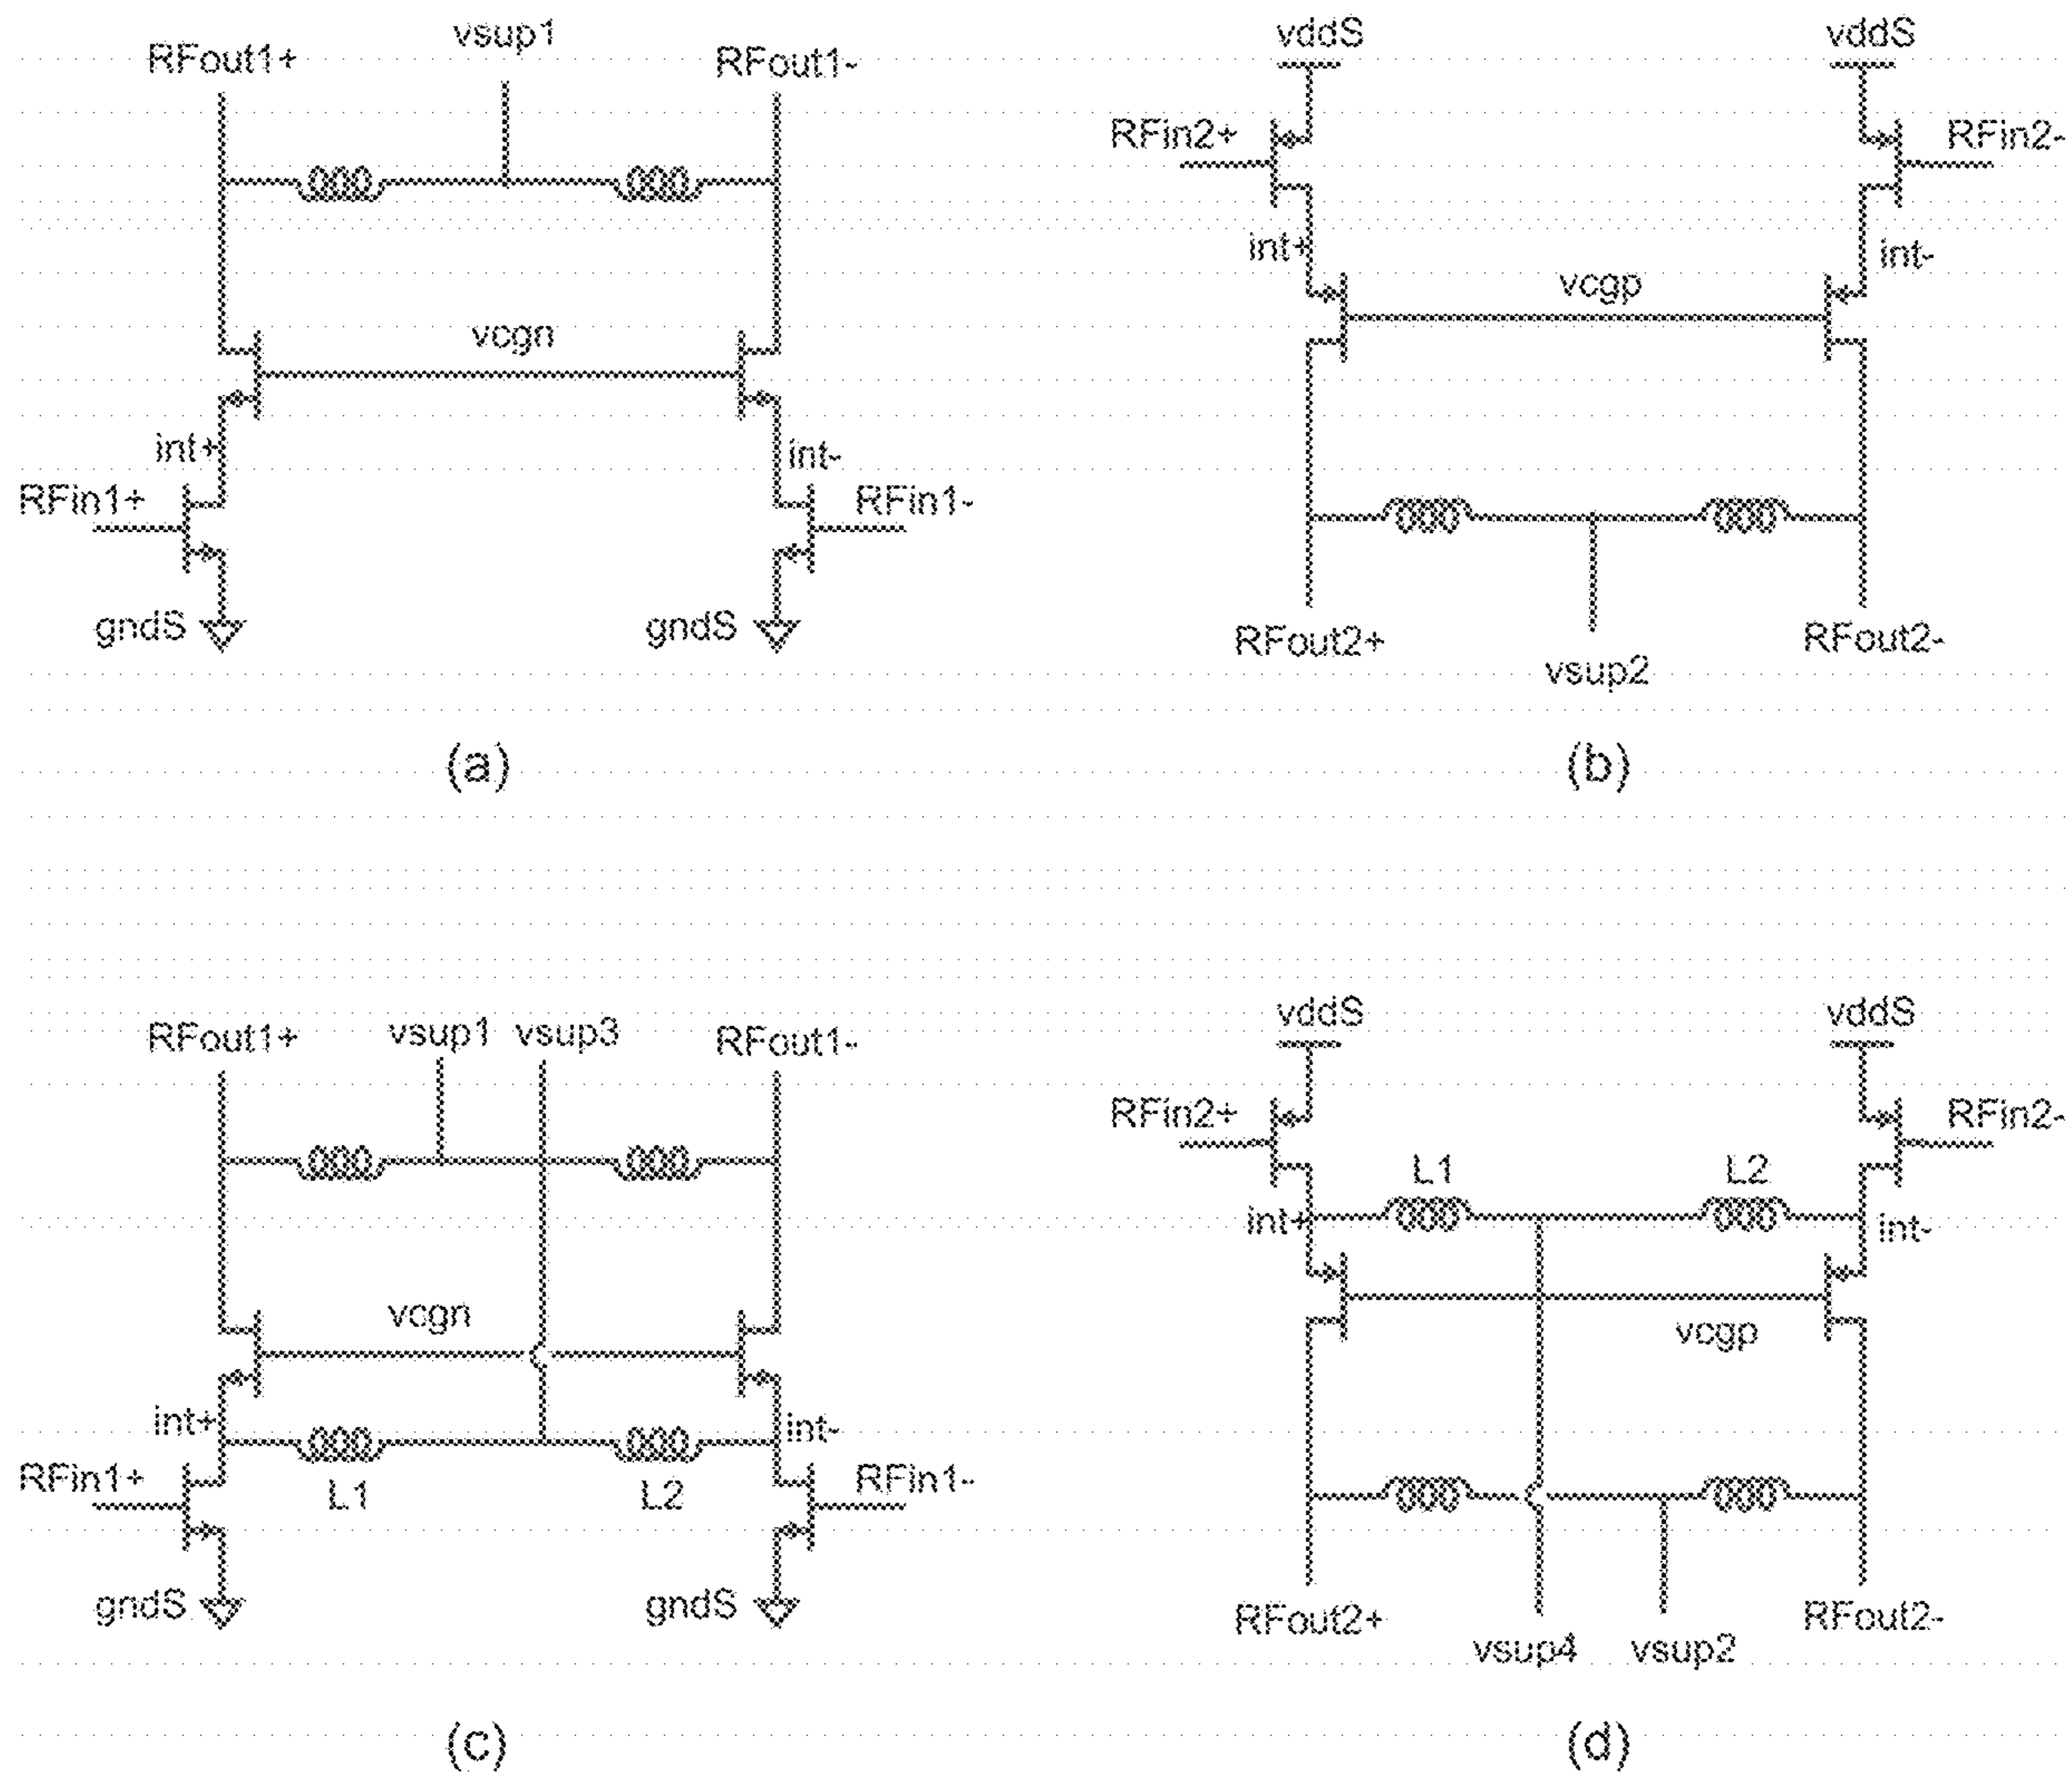 RFout1+ vsup1 RFout1-
vcgn
int+ int-
RFin1+ RFin1-
gndS gndS
(a)
vddS vddS
RFin2+ RFin2-
int+ int-
vcgp
RFout2+ RFout2-
vsup2
(b)
RFout1+ vsup1 vsup3 RFout1-
vcgn
int+ int-
RFin1+ L1 L2 RFin1-
gndS gndS
(c)
vddS vddS
RFin2+ RFin2-
L1 L2
int+ int-
vcgp
RFout2+ RFout2-
vsup4 vsup2
(d)